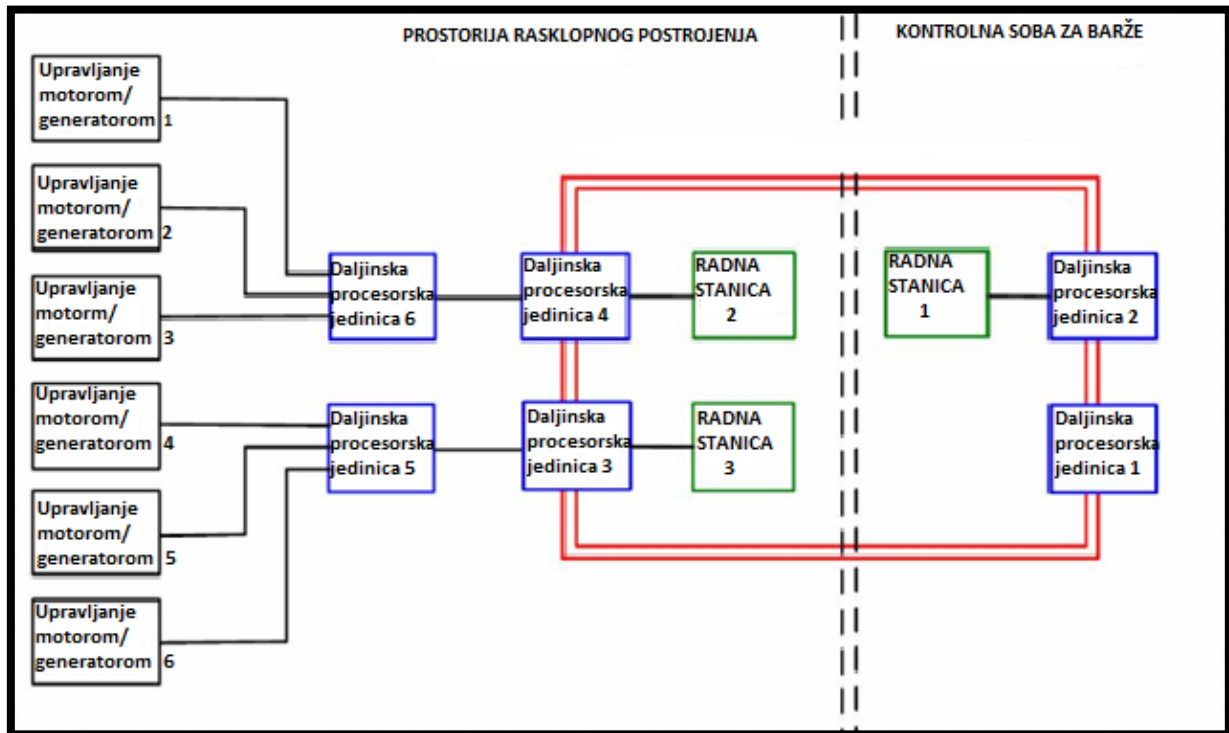 PROSTORIJA RASKLOPNOG POSTROJENJA
KONTROLNA SOBA ZA BARŽE
Upravljanje
motorom/
generatorom 1
Upravljanje
motorom/
generatorom 2
Upravljanje
motorm/
generatorom 3
Upravljanje
motorom/
generatorom 4
Upravljanje
motorom/
generatorom 5
Upravljanje
motorom/
generatorom 6
Daljinska
procesorska
jedinica 6
Daljinska
procesorska
jedinica 4
RADNA
STANICA
2
RADNA
STANICA
1
Daljinska
procesorska
jedinica 2
Daljinska
procesorska
jedinica 5
Daljinska
procesorska
jedinica 3
RADNA
STANICA
3
Daljinska
procesorska
jedinica 1